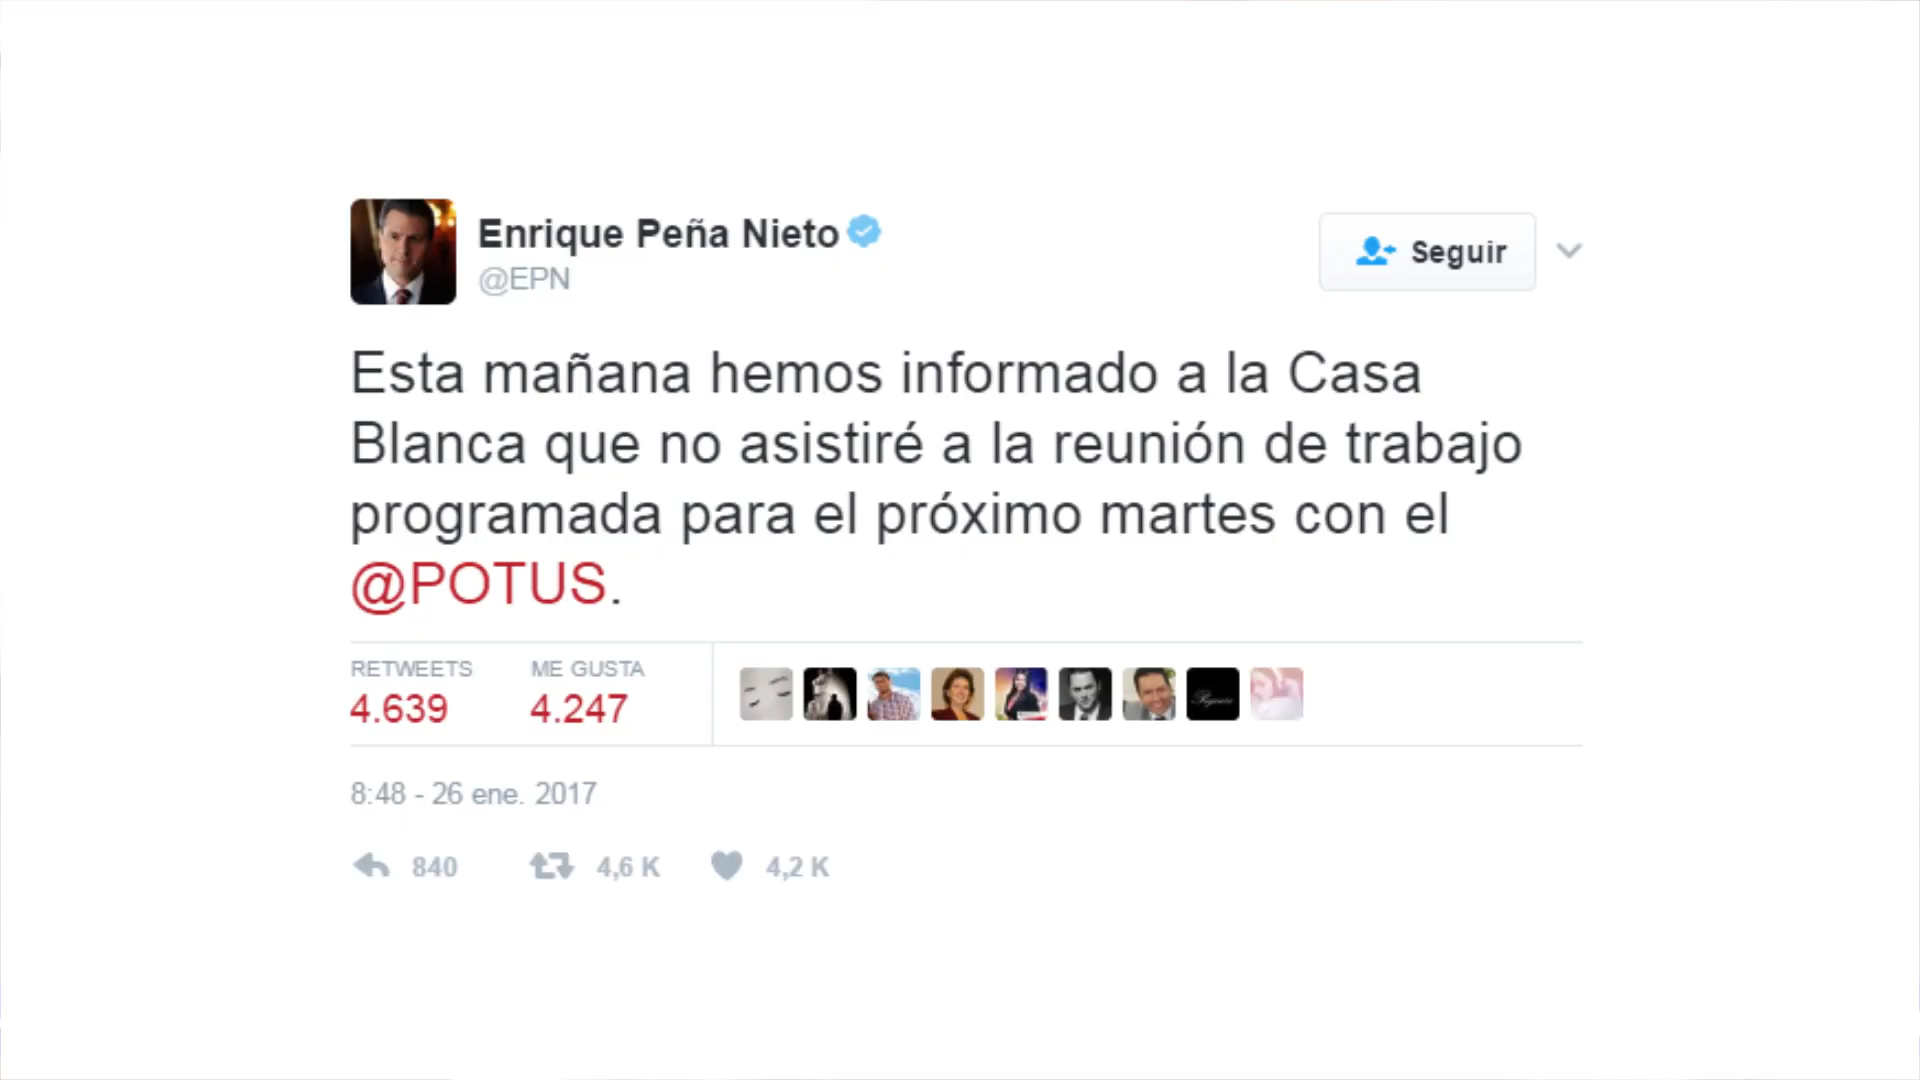 Enrique Peña Nieto
@EPN
Seguir
Esta mañana hemos informado a la Casa
Blanca que no asistiré a la reunión de trabajo
programada para el próximo martes con el
@POTUS.
RETWEETS
4.639
ME GUSTA
4.247
8:48 - 26 ene. 2017
840
4,6 K
4,2 K